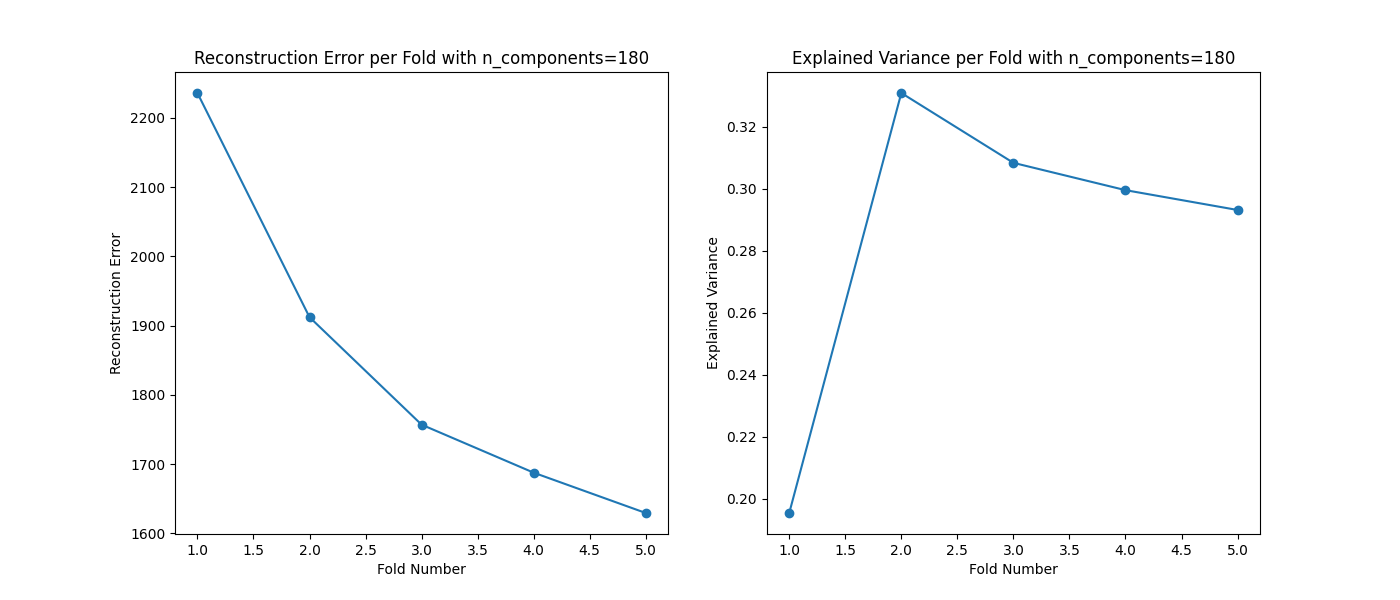 Reconstruction Error per Fold with n_components=180
Reconstruction Error
2200
2100
2000
1900
1800
1700
1600
1.0 1.5 2.0 2.5 3.0 3.5 4.0 4.5 5.0
Fold Number
Explained Variance per Fold with n_components=180
Explained Variance
0.32
0.30
0.28
0.26
0.24
0.22
0.20
1.0 1.5 2.0 2.5 3.0 3.5 4.0 4.5 5.0
Fold Number